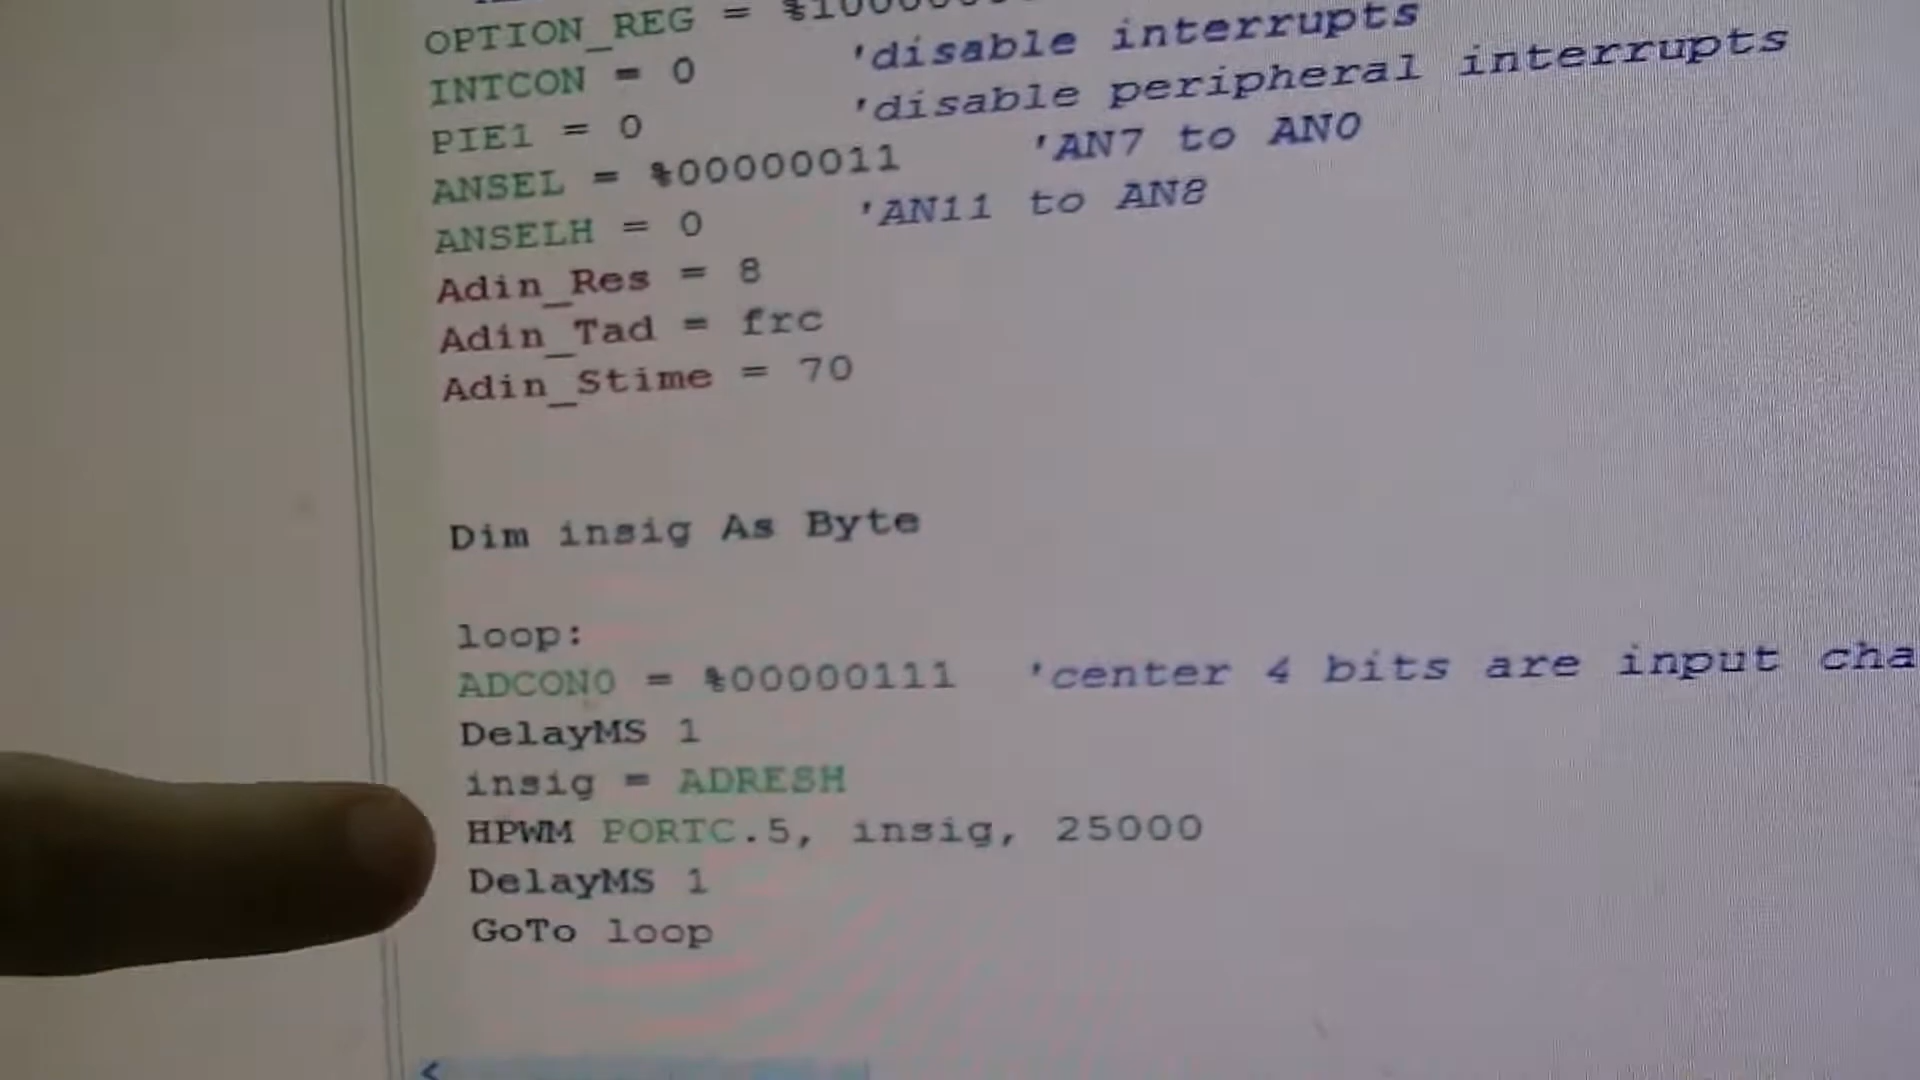 OPTION_REG =
INTCON = 0 'disable interrupts
PIE1 = 0 'disable peripheral interrupts
ANSEL = %00000011 'AN7 to AN0
ANSELH = 0 'AN11 to AN8
Adin_Res = 8
Adin_Tad = frc
Adin_Stime = 70
Dim insig As Byte
loop:
ADCON0 = %00000111 'center 4 bits are input cha
DelayMS 1
insig = ADRESH
HPWM PORTC.5, insig, 25000
DelayMS 1
GoTo loop